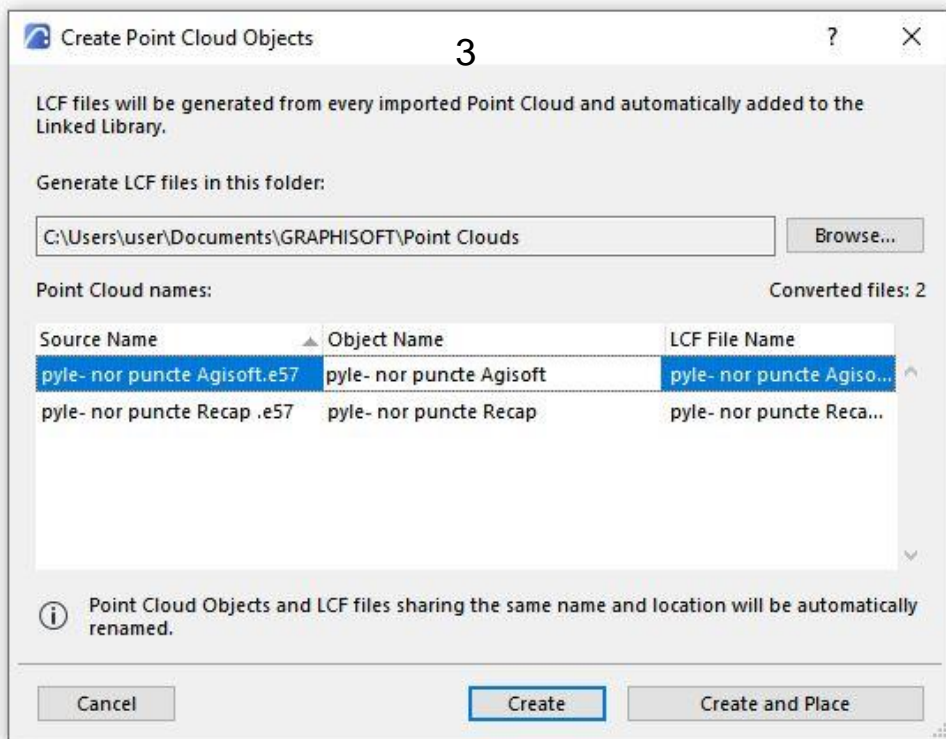 Create Point Cloud Objects
?
3
LCF files will be generated from every imported Point Cloud and automatically added to the
Linked Library.
Generate LCF files in this folder:
C:\Users\user\Documents\GRAPHISOFT\Point Clouds
Browse...
Point Cloud names:
Converted files: 2
Source Name
Object Name
LCF File Name
pyle- nor puncte Agisoft.e57
pyle- nor puncte Agisoft
pyle- nor puncte Agiso...
pyle- nor puncte Recap .e57
pyle- nor puncte Recap
pyle- nor puncte Reca...
Point Cloud Objects and LCF files sharing the same name and location will be automatically
renamed.
Cancel
Create
Create and Place